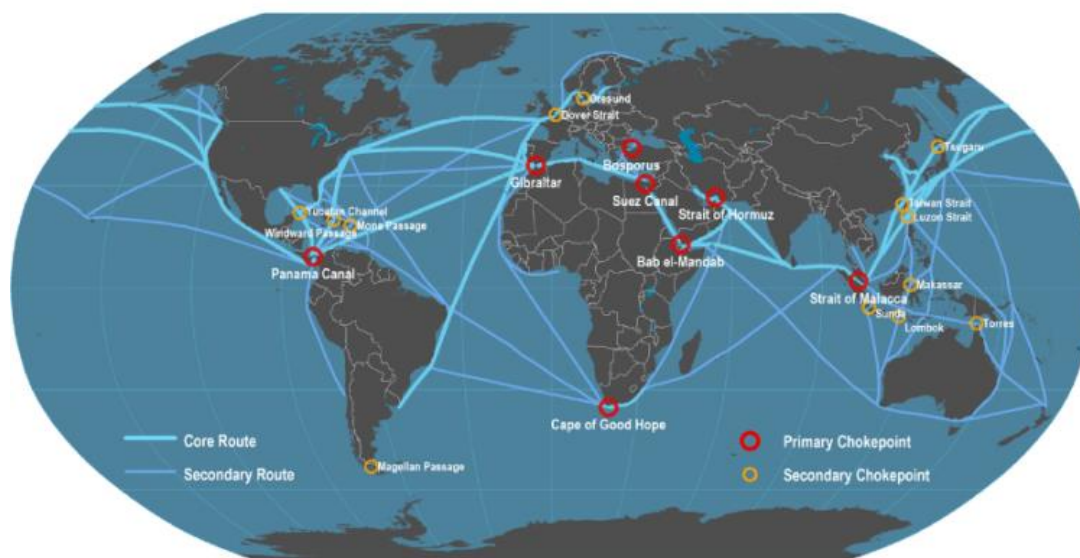 Oresund
Dover Strait
Bosporus
Tsugaru
Gibraltar
Suez Canal
Strait of Hormuz
Taiwan Strait
Luzon Strait
Yucatan Channel
Windward Passage
Mona Passage
Bab el-Mandab
Panama Canal
Strait of Malacca
Makassar
Sunda
Lombok
Torres
Cape of Good Hope
Core Route
Secondary Route
Magellan Passage
Primary Chokepoint
Secondary Chokepoint